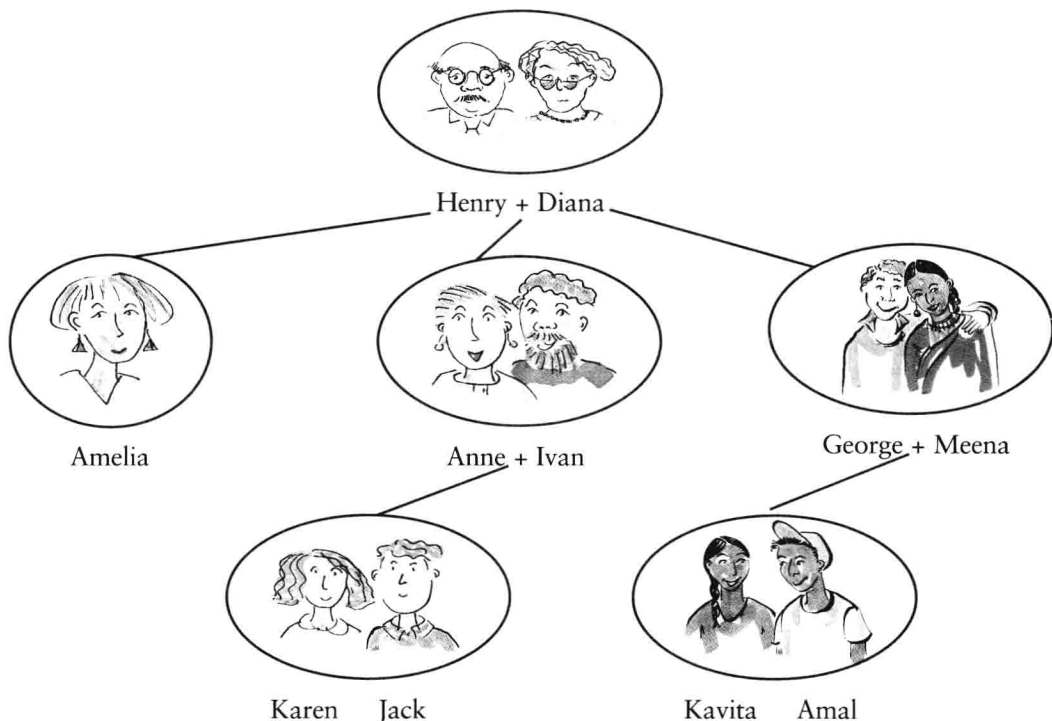 Henry + Diana
Amelia
Anne + Ivan
George + Meena
Karen Jack
Kavita Amal